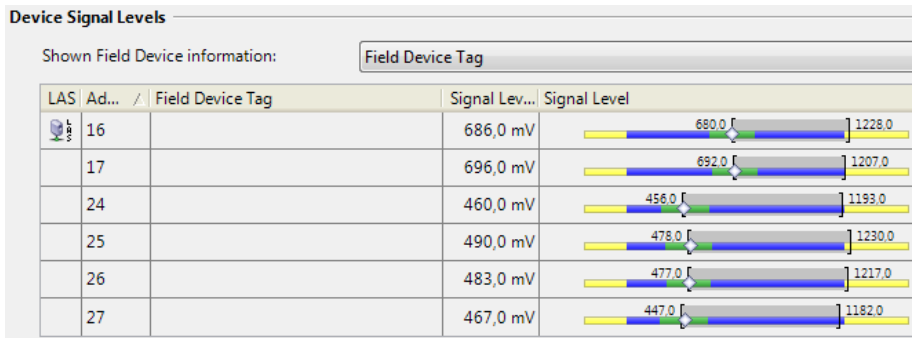 Device Signal Levels
Shown Field Device information: Field Device Tag
LAS Ad... Field Device Tag Signal Lev... Signal Level
LAS 16 686,0 mV 680,0 1228,0
17 696,0 mV 692,0 1207,0
24 460,0 mV 456,0 1193,0
25 490,0 mV 478,0 1230,0
26 483,0 mV 477,0 1217,0
27 467,0 mV 447,0 1182,0